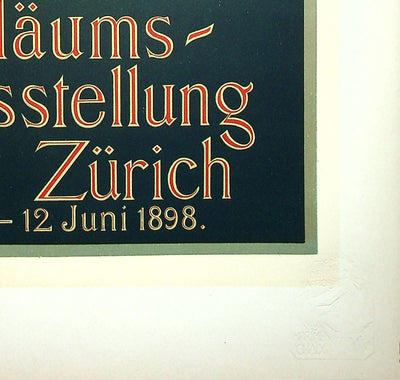 läums-
sstellung
Zürich
– 12 Juni 1898.